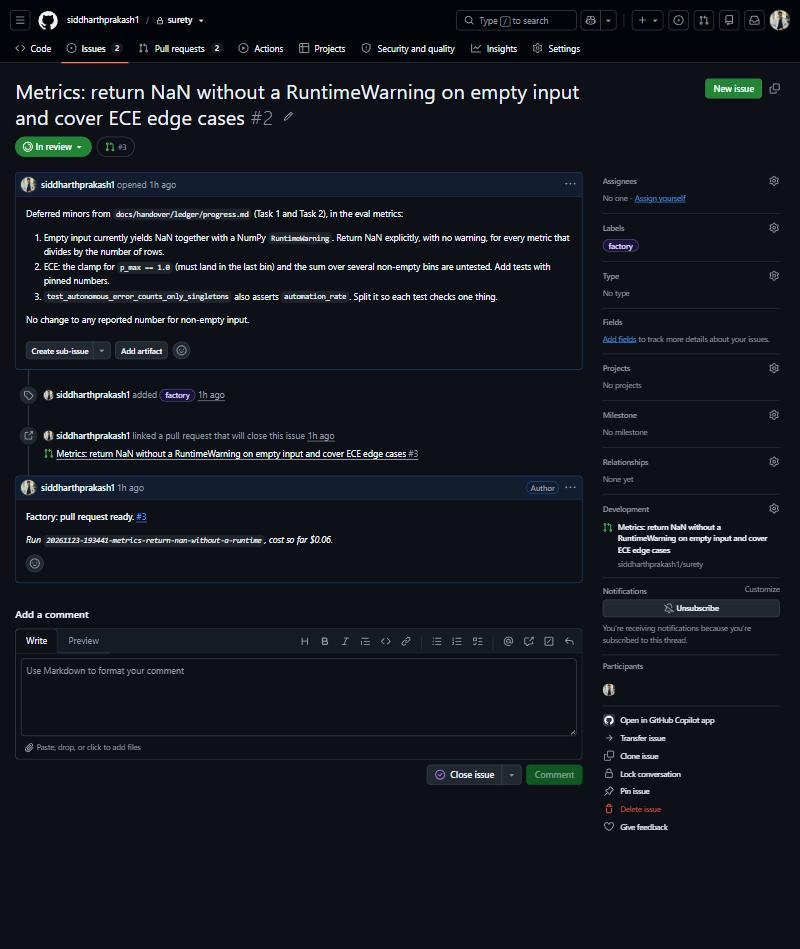 siddharthprakash1 / surety
Type / to search
Code
Issues 2
Pull requests 2
Actions
Projects
Security and quality
Insights
Settings
Metrics: return NaN without a RuntimeWarning on empty input
and cover ECE edge cases #2
New issue
In review
#3
siddharthprakash1 opened 1h ago
Deferred minors from docs/handover/ledger/progress.md (Task 1 and Task 2), in the eval metrics:
1. Empty input currently yields NaN together with a NumPy RuntimeWarning. Return NaN explicitly, with no warning, for every metric that
divides by the number of rows.
2. ECE: the clamp for p_max == 1.0 (must land in the last bin) and the sum over several non-empty bins are untested. Add tests with
pinned numbers.
3. test_autonomous_error_counts_only_singletons also asserts automation_rate. Split it so each test checks one thing.
No change to any reported number for non-empty input.
Create sub-issue
Add artifact
siddharthprakash1 added factory 1h ago
siddharthprakash1 linked a pull request that will close this issue 1h ago
Metrics: return NaN without a RuntimeWarning on empty input and cover ECE edge cases #3
siddharthprakash1 1h ago
Author
Factory: pull request ready. #3
Run 20261123-193441-metrics-return-nan-without-a-runtime, cost so far $0.06.
Add a comment
Write
Preview
Use Markdown to format your comment
Paste, drop, or click to add files
Close issue
Comment
Assignees
No one - Assign yourself
Labels
factory
Type
No type
Fields
Add fields to track more details about your issues.
Projects
No projects
Milestone
No milestone
Relationships
None yet
Development
Metrics: return NaN without a
RuntimeWarning on empty input and cover
ECE edge cases
siddharthprakash1/surety
Notifications
Customize
Unsubscribe
You're receiving notifications because you're
subscribed to this thread.
Participants
Open in GitHub Copilot app
Transfer issue
Clone issue
Lock conversation
Pin issue
Delete issue
Give feedback